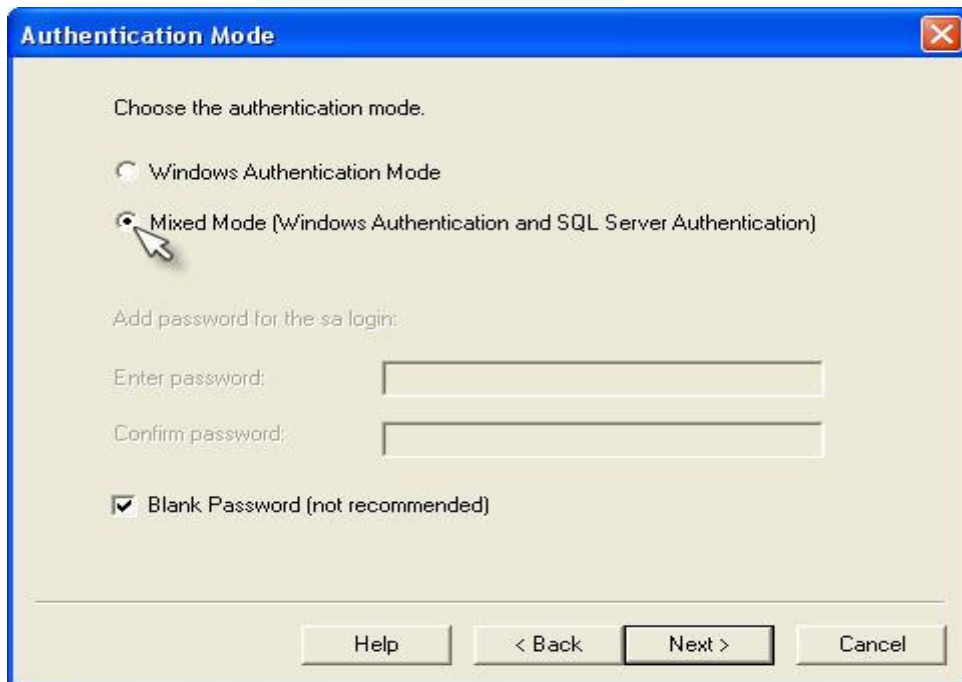 Authentication Mode
Choose the authentication mode.
Windows Authentication Mode
Mixed Mode (Windows Authentication and SQL Server Authentication)
Add password for the sa login:
Enter password:
Confirm password:
Blank Password (not recommended)
Help < Back Next > Cancel